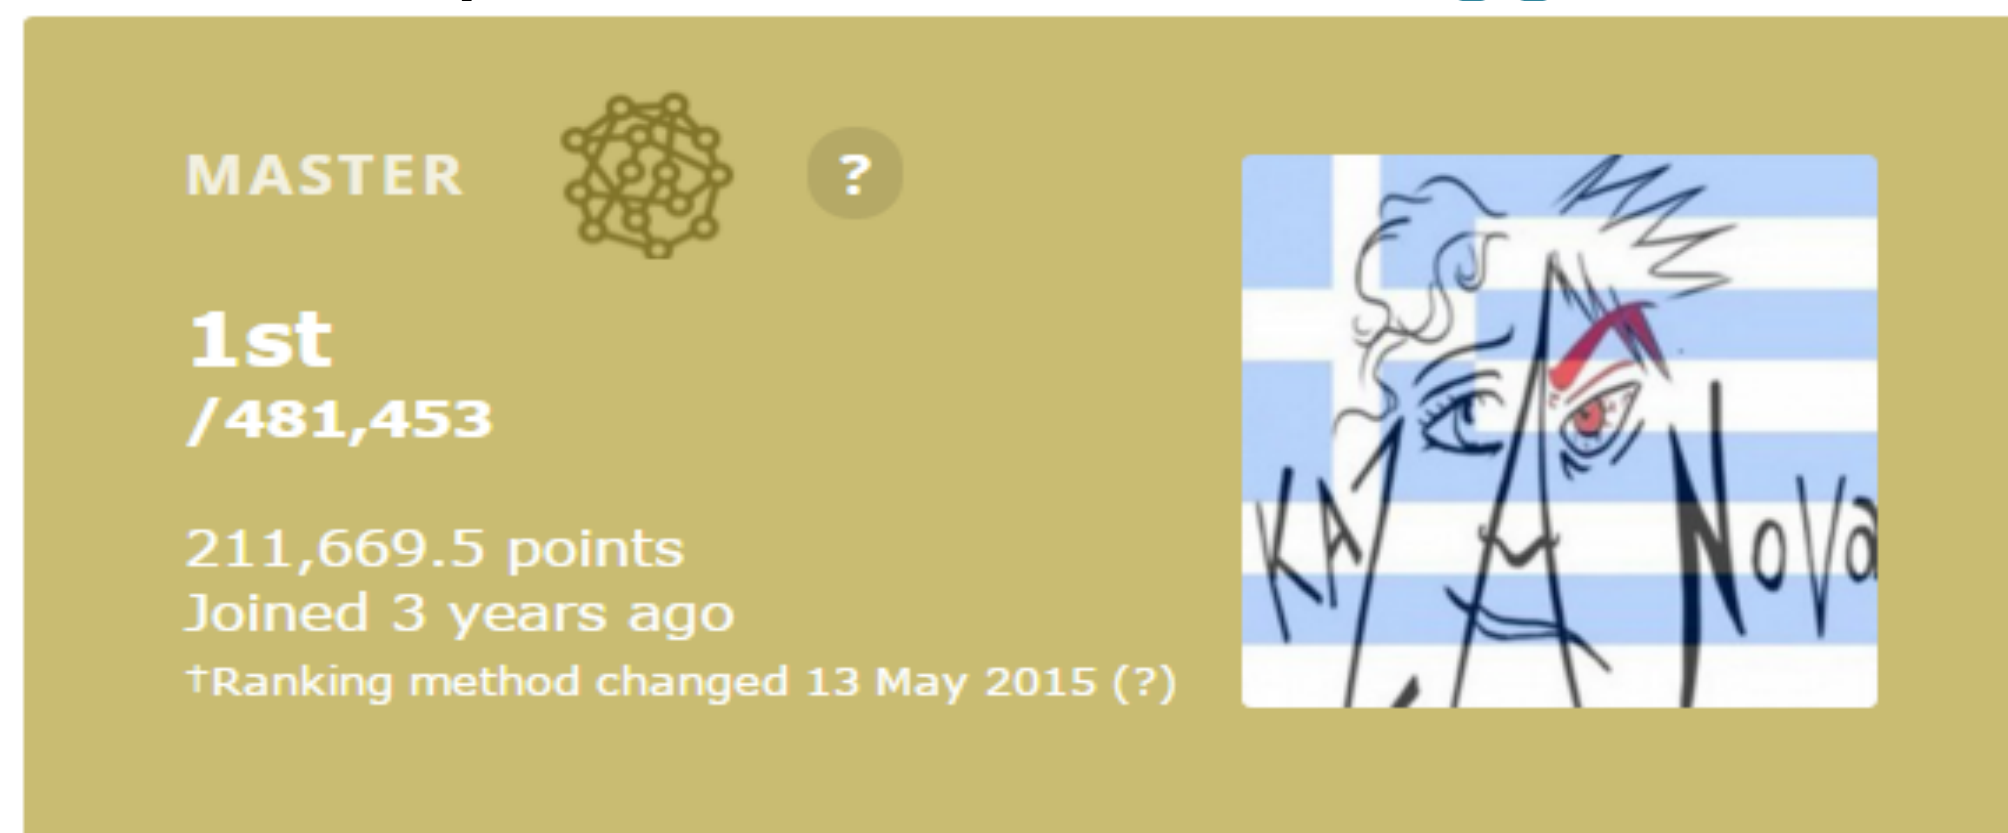 MASTER ?
1st
/481,453
211,669.5 points
Joined 3 years ago
†Ranking method changed 13 May 2015 (?)
KA
Nova